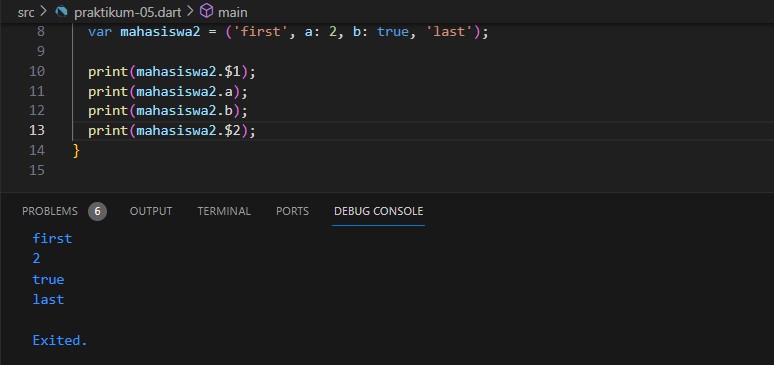 src > praktikum-05.dart > main
8 var mahasiswa2 = ('first', a: 2, b: true, 'last');
9
10 print(mahasiswa2.$1);
11 print(mahasiswa2.a);
12 print(mahasiswa2.b);
13 print(mahasiswa2.$2);
14 }
15
PROBLEMS 6 OUTPUT TERMINAL PORTS DEBUG CONSOLE
first
2
true
last
Exited.